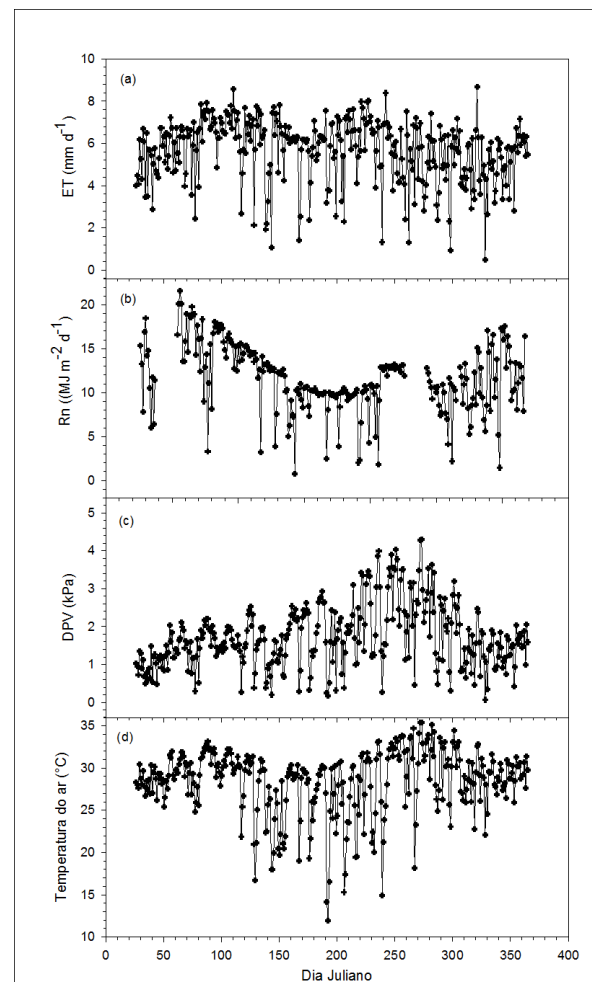 (a)
ET (mm d⁻¹)
10
8
6
4
2
0
(b)
Rn ((MJ m⁻² d⁻¹)
20
15
10
5
0
(c)
DPV (kPa)
5
4
3
2
1
0
(d)
Temperatura do ar (°C)
35
30
25
20
15
10
0 50 100 150 200 250 300 350 400
Dia Juliano